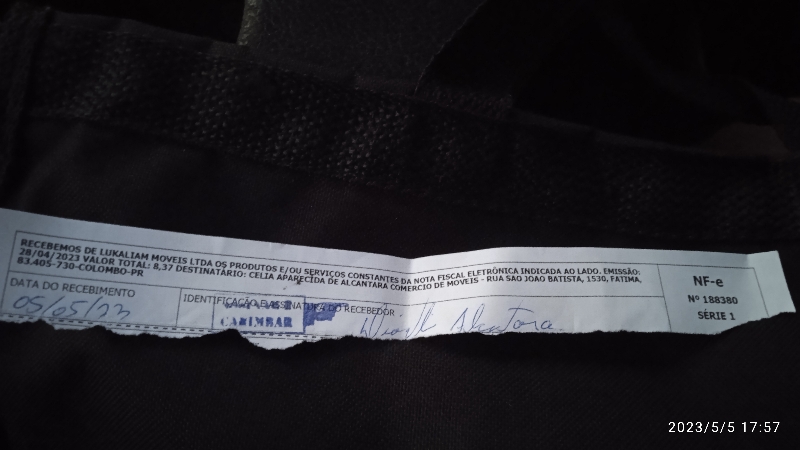 RECEBEMOS DE LUKALIAM MOVEIS LTDA OS PRODUTOS E/OU SERVIÇOS CONSTANTES DA NOTA FISCAL ELETRÔNICA INDICADA AO LADO. EMISSÃO:
28/04/2023 VALOR TOTAL: 8,37 DESTINATÁRIO: CELIA APARECIDA DE ALCANTARA COMERCIO DE MOVEIS - RUA SAO JOAO BATISTA, 1530, FATIMA,
83.405-730-COLOMBO-PR
DATA DO RECEBIMENTO
05/05/23
IDENTIFICAÇÃO E ASSINATURA DO RECEBEDOR
CARIMBAR
NF-e
Nº 188380
SÉRIE 1
2023/5/5 17:57